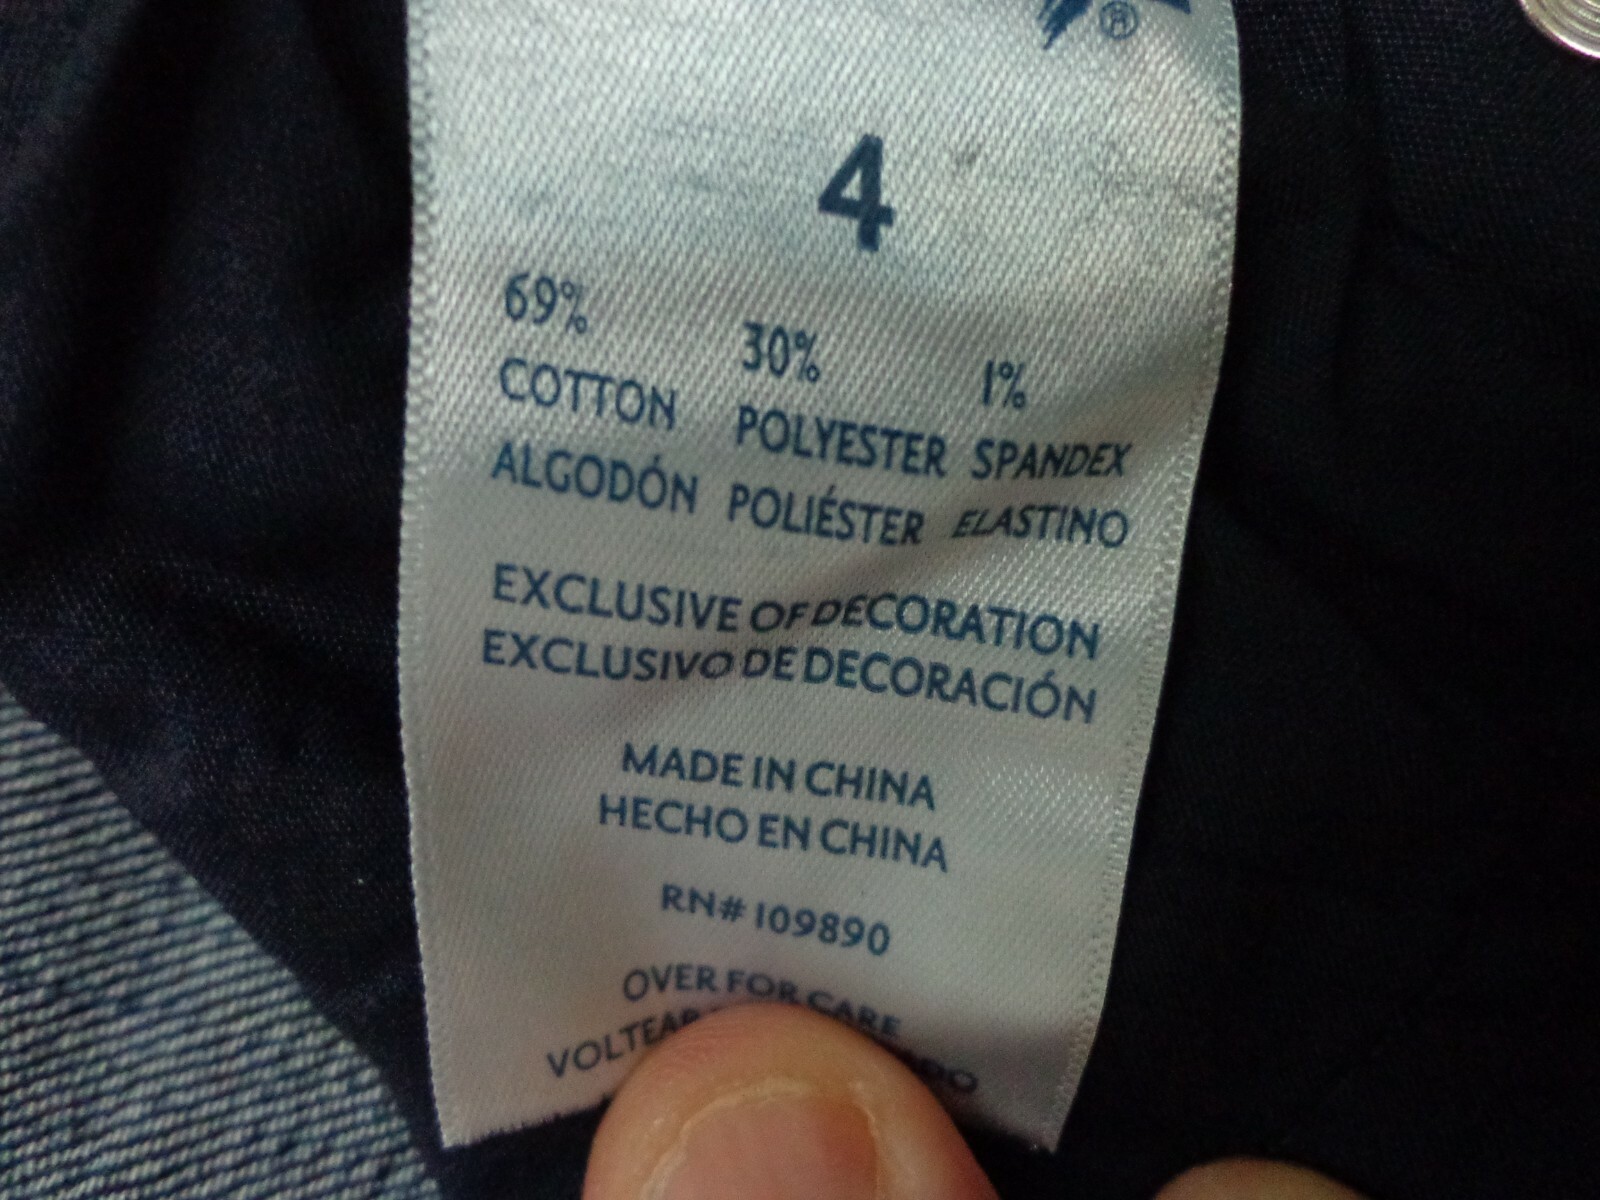 ®
4
69% 30% 1%
COTTON POLYESTER SPANDEX
ALGODÓN POLIÉSTER ELASTINO
EXCLUSIVE OF DECORATION
EXCLUSIVO DE DECORACIÓN
MADE IN CHINA
HECHO EN CHINA
RN# 109890
OVER FOR CARE
VOLTEAR